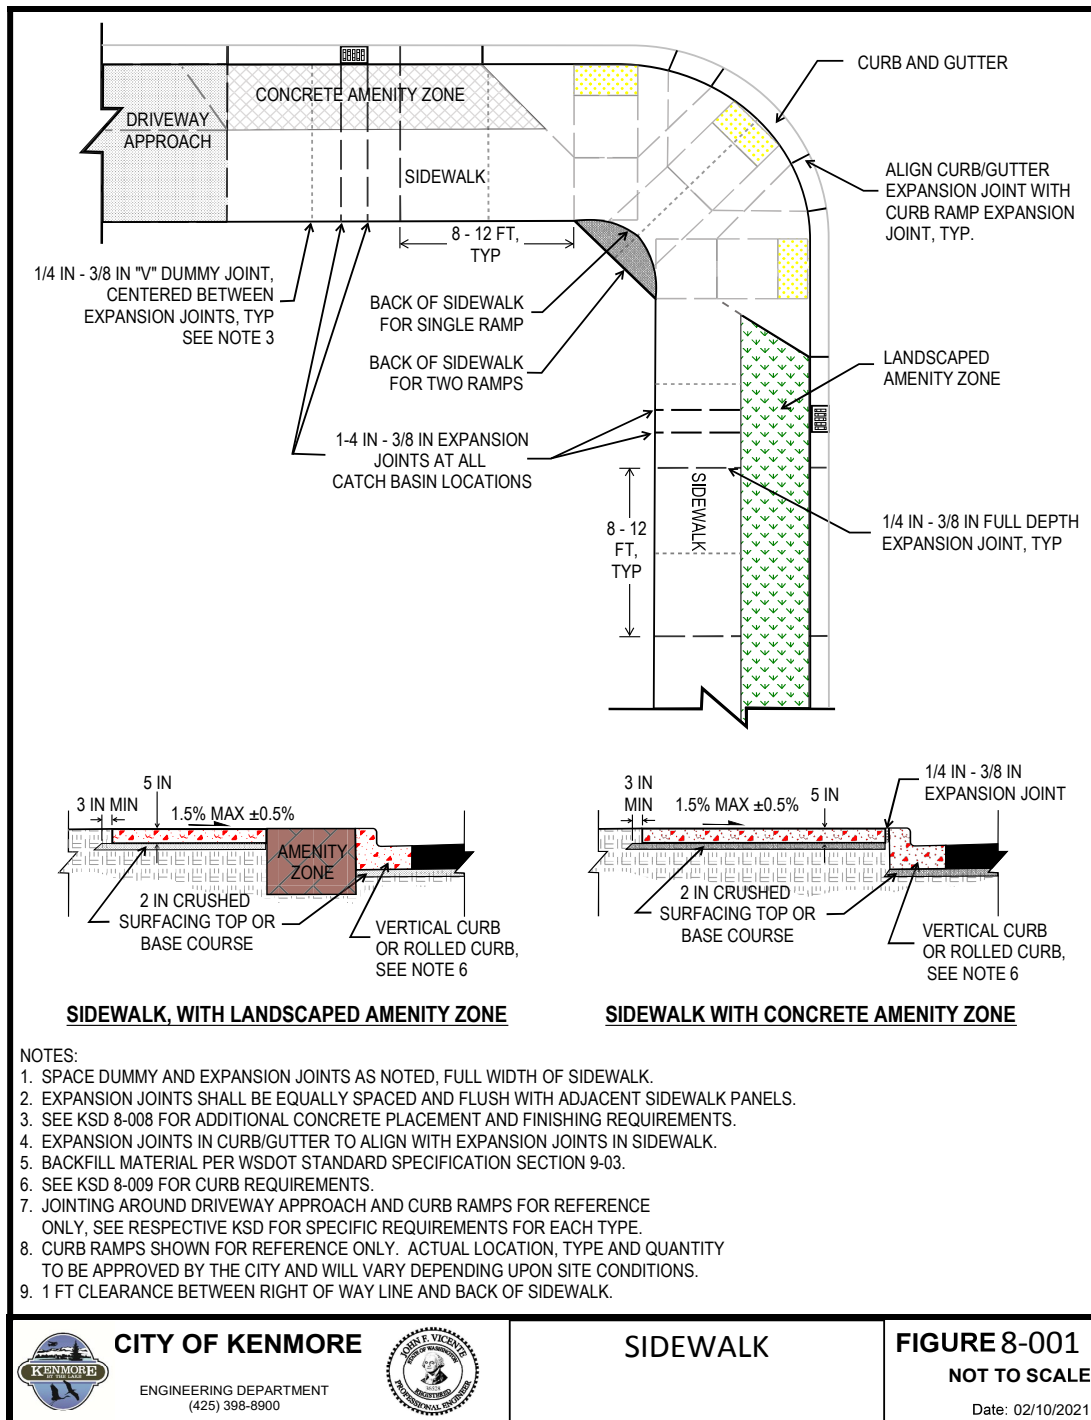 CURB AND GUTTER
CONCRETE AMENITY ZONE
DRIVEWAY
APPROACH
SIDEWALK
ALIGN CURB/GUTTER
EXPANSION JOINT WITH
CURB RAMP EXPANSION
JOINT, TYP.
8 - 12 FT,
TYP
1/4 IN - 3/8 IN "V" DUMMY JOINT,
CENTERED BETWEEN
EXPANSION JOINTS, TYP
SEE NOTE 3
BACK OF SIDEWALK
FOR SINGLE RAMP
BACK OF SIDEWALK
FOR TWO RAMPS
LANDSCAPED
AMENITY ZONE
1-4 IN - 3/8 IN EXPANSION
JOINTS AT ALL
CATCH BASIN LOCATIONS
SIDEWALK
8 - 12
FT,
TYP
1/4 IN - 3/8 IN FULL DEPTH
EXPANSION JOINT, TYP
5 IN
3 IN MIN
1.5% MAX ±0.5%
AMENITY
ZONE
2 IN CRUSHED
SURFACING TOP OR
BASE COURSE
VERTICAL CURB
OR ROLLED CURB,
SEE NOTE 6
SIDEWALK, WITH LANDSCAPED AMENITY ZONE
3 IN
MIN
1.5% MAX ±0.5%
5 IN
1/4 IN - 3/8 IN
EXPANSION JOINT
2 IN CRUSHED
SURFACING TOP OR
BASE COURSE
VERTICAL CURB
OR ROLLED CURB,
SEE NOTE 6
SIDEWALK WITH CONCRETE AMENITY ZONE
NOTES:
1. SPACE DUMMY AND EXPANSION JOINTS AS NOTED, FULL WIDTH OF SIDEWALK.
2. EXPANSION JOINTS SHALL BE EQUALLY SPACED AND FLUSH WITH ADJACENT SIDEWALK PANELS.
3. SEE KSD 8-008 FOR ADDITIONAL CONCRETE PLACEMENT AND FINISHING REQUIREMENTS.
4. EXPANSION JOINTS IN CURB/GUTTER TO ALIGN WITH EXPANSION JOINTS IN SIDEWALK.
5. BACKFILL MATERIAL PER WSDOT STANDARD SPECIFICATION SECTION 9-03.
6. SEE KSD 8-009 FOR CURB REQUIREMENTS.
7. JOINTING AROUND DRIVEWAY APPROACH AND CURB RAMPS FOR REFERENCE
ONLY, SEE RESPECTIVE KSD FOR SPECIFIC REQUIREMENTS FOR EACH TYPE.
8. CURB RAMPS SHOWN FOR REFERENCE ONLY. ACTUAL LOCATION, TYPE AND QUANTITY
TO BE APPROVED BY THE CITY AND WILL VARY DEPENDING UPON SITE CONDITIONS.
9. 1 FT CLEARANCE BETWEEN RIGHT OF WAY LINE AND BACK OF SIDEWALK.
KENMORE
BY THE LAKE
CITY OF KENMORE
ENGINEERING DEPARTMENT
(425) 398-8900
JOHN F. VICENTE
STATE OF WASHINGTON
REGISTERED
PROFESSIONAL ENGINEER
SIDEWALK
FIGURE 8-001
NOT TO SCALE
Date: 02/10/2021